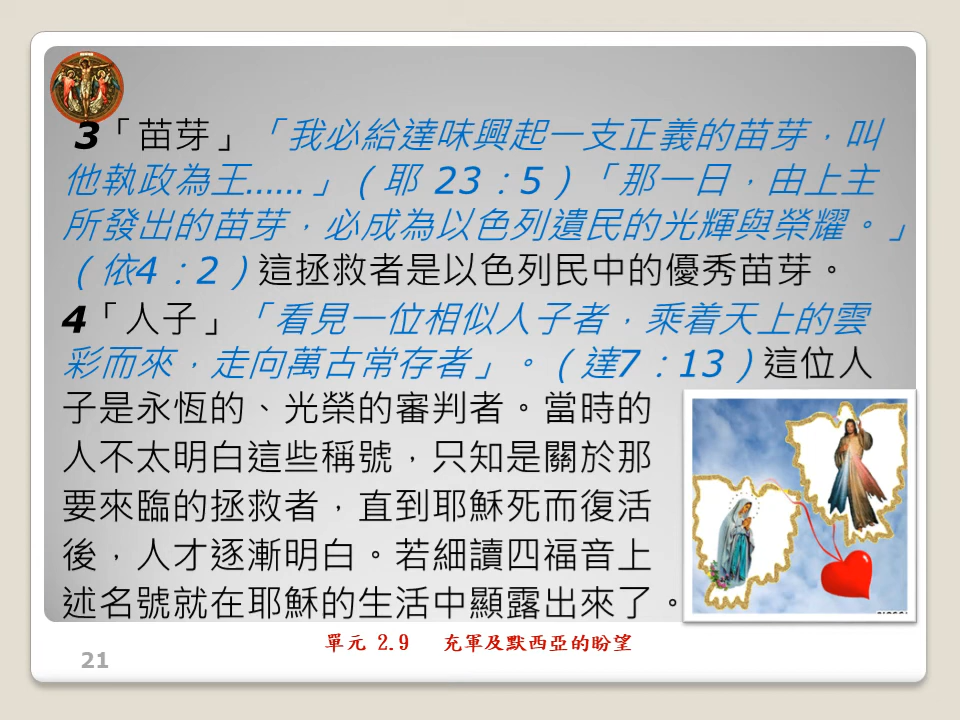 3「苗芽」「我必給達味興起一支正義的苗芽，叫
他執政為王……」（耶 23：5）「那一日，由上主
所發出的苗芽，必成為以色列遺民的光輝與榮耀。」
（依4：2）這拯救者是以色列民中的優秀苗芽。
4「人子」「看見一位相似人子者，乘着天上的雲
彩而來，走向萬古常存者」。（達7：13）這位人
子是永恆的、光榮的審判者。當時的
人不太明白這些稱號，只知是關於那
要來臨的拯救者，直到耶穌死而復活
後，人才逐漸明白。若細讀四福音上
述名號就在耶穌的生活中顯露出來了。
單元 2.9 充軍及默西亞的盼望
21